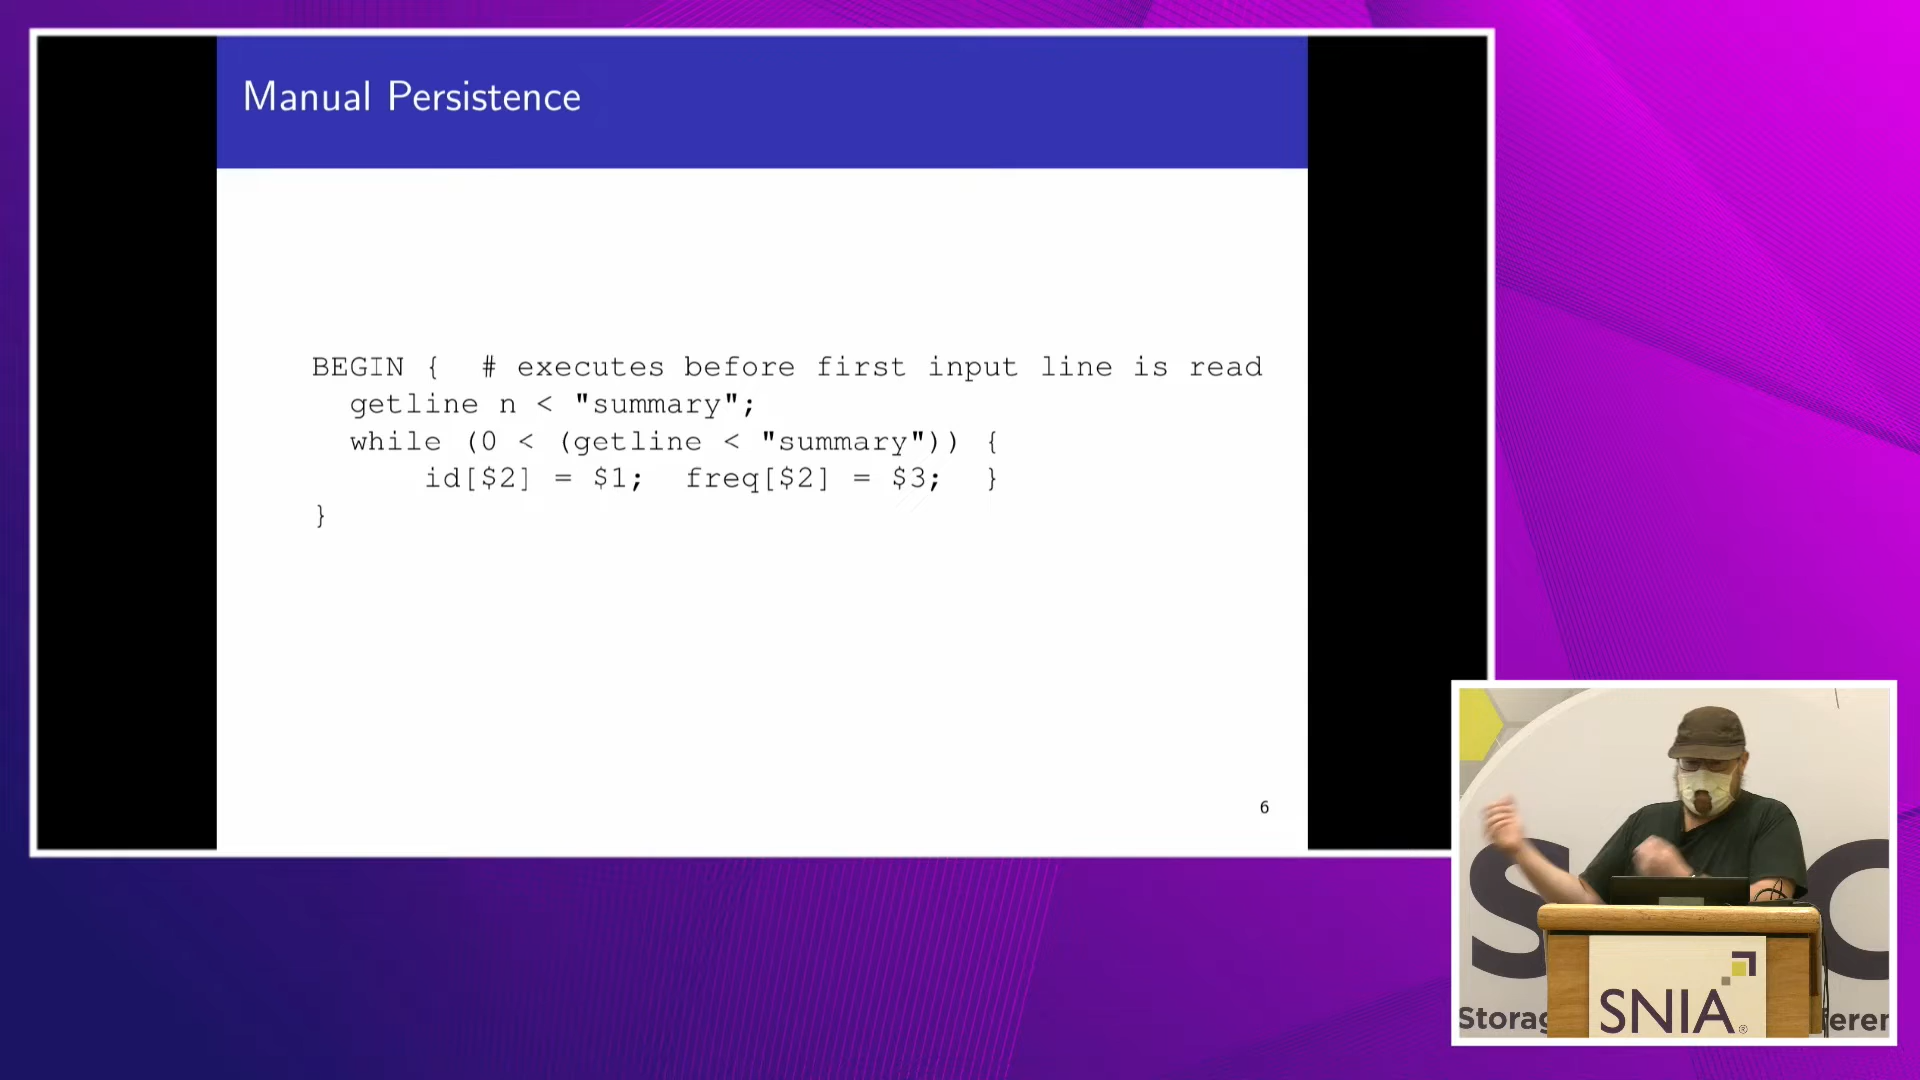 Manual Persistence
BEGIN {  # executes before first input line is read
  getline n < "summary";
  while (0 < (getline < "summary")) {
      id[$2] = $1;  freq[$2] = $3;  }
}
6
S C
SNIA®